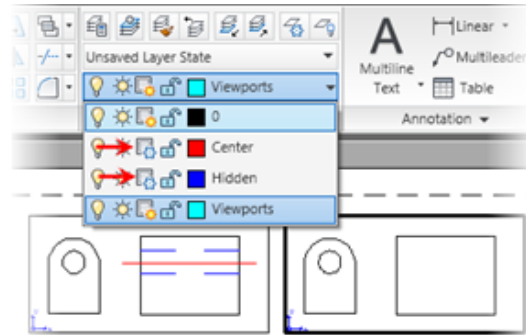 Unsaved Layer State
Viewports
0
Center
Hidden
Viewports
A
Multiline
Text
Linear
Multileader
Table
Annotation